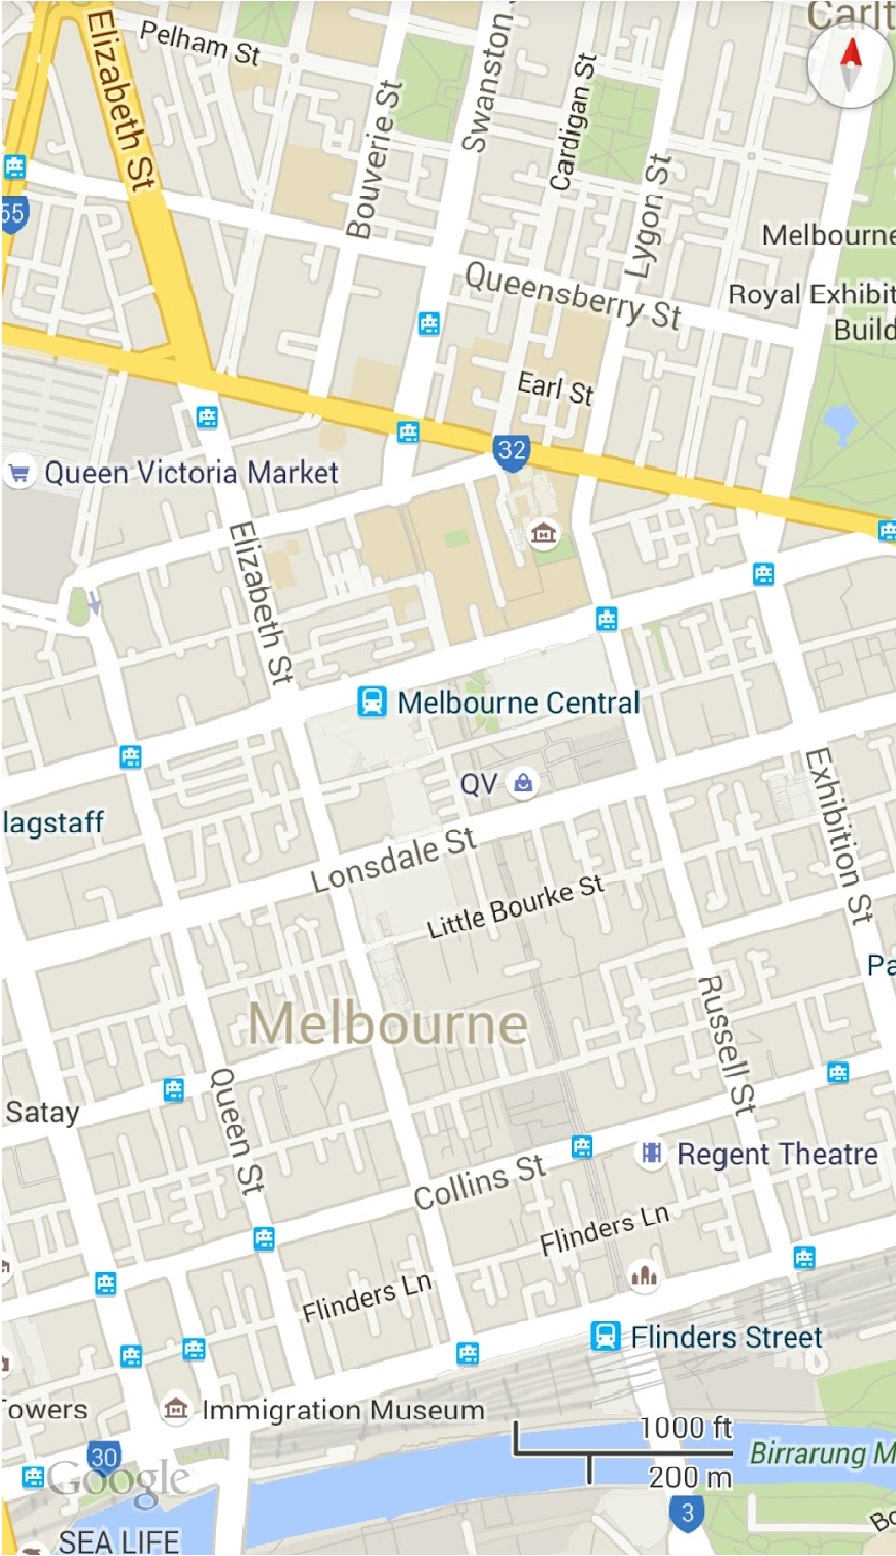 Carlt
Pelham St
Elizabeth St
Swanston
Cardigan St
Bouverie St
Lygon St
55
Melbourne
Queensberry St
Royal Exhibit
Build
Earl St
32
Queen Victoria Market
Elizabeth St
Melbourne Central
QV
Exhibition St
lagstaff
Lonsdale St
Little Bourke St
Pa
Melbourne
Russell St
Satay
Queen St
Regent Theatre
Collins St
Flinders Ln
Flinders Ln
Flinders Street
Towers
Immigration Museum
1000 ft
200 m
Birrarung M
30
Google
3
Bo
SEA LIFE